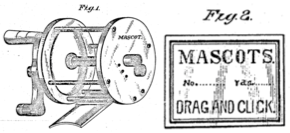 Fig. 1.
MASCOT.
Fig. 2.
MASCOTS.
No....... Yds.......
DRAG AND CLICK.